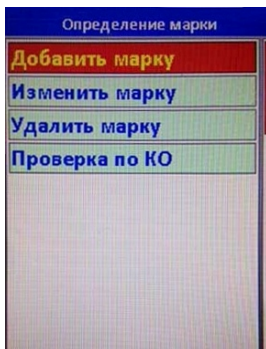 Определение марки
Добавить марку
Изменить марку
Удалить марку
Проверка по КО